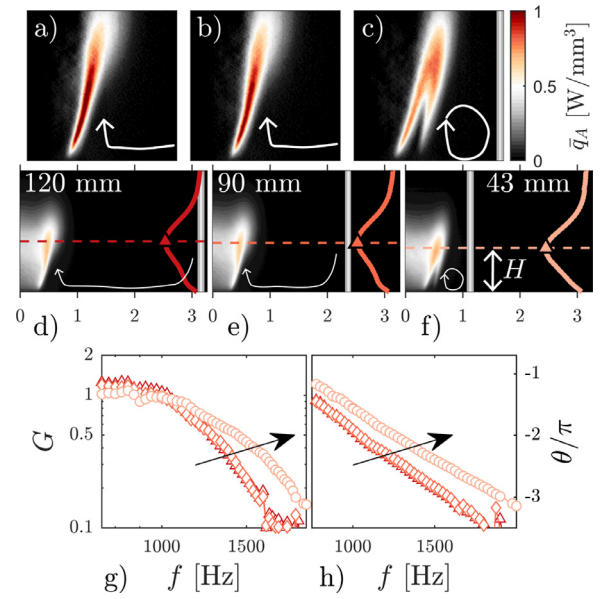 a) b) c)
1
0.5
0
q̄_A [W/mm³]
120 mm 90 mm 43 mm
H
0 1 2 3 0 1 2 3 0 1 2 3
d) e) f)
2
1
0.5
0.1
G
-1
-2
-3
θ/π
1000 1500 1000 1500
g) f [Hz] h) f [Hz]